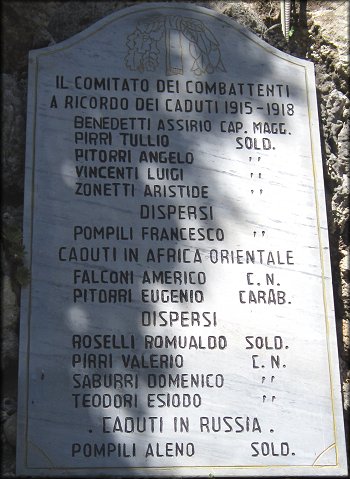 IL COMITATO DEI COMBATTENTI
A RICORDO DEI CADUTI 1915-1918
BENEDETTI ASSIRIO CAP. MAGG.
PIRRI TULLIO SOLD.
PITORRI ANGELO "
VINCENTI LUIGI "
ZONETTI ARISTIDE "
DISPERSI
POMPILI FRANCESCO "
CADUTI IN AFRICA ORIENTALE
FALCONI AMERICO C.N.
PITORRI EUGENIO CARAB.
DISPERSI
ROSELLI ROMUALDO SOLD.
PIRRI VALERIO C.N.
SABURRI DOMENICO "
TEODORI ESIODO "
. CADUTI IN RUSSIA .
POMPILI ALENO SOLD.